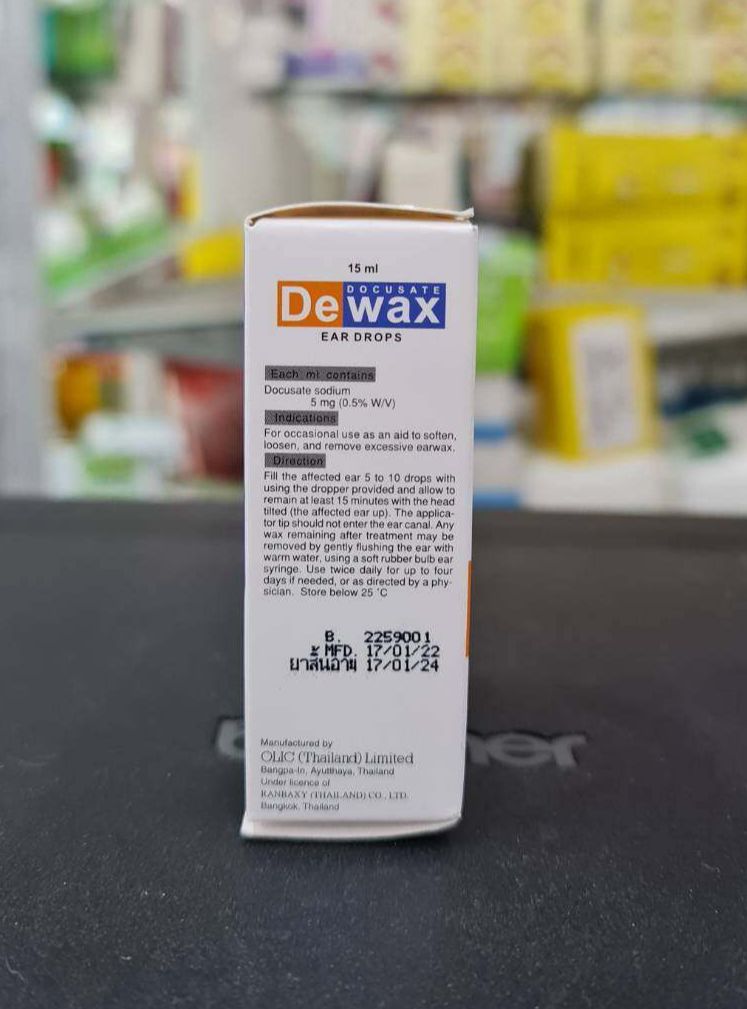 15 ml
DOCUSATE
Dewax
EAR DROPS
Each ml contains
Docusate sodium
5 mg (0.5% W/V)
Indications
For occasional use as an aid to soften,
loosen, and remove excessive earwax.
Direction
Fill the affected ear 5 to 10 drops with
using the dropper provided and allow to
remain at least 15 minutes with the head
tilted (the affected ear up). The applica-
tor tip should not enter the ear canal. Any
wax remaining after treatment may be
removed by gently flushing the ear with
warm water, using a soft rubber bulb ear
syringe. Use twice daily for up to four
days if needed, or as directed by a phy-
sician. Store below 25 °C
B. 2259001
MFD. 17/01/22
ยาสิ้นอายุ 17/01/24
Manufactured by
OLIC (Thailand) Limited
Bangpa-In, Ayutthaya, Thailand
Under licence of
RANBAXY (THAILAND) CO., LTD.
Bangkok, Thailand